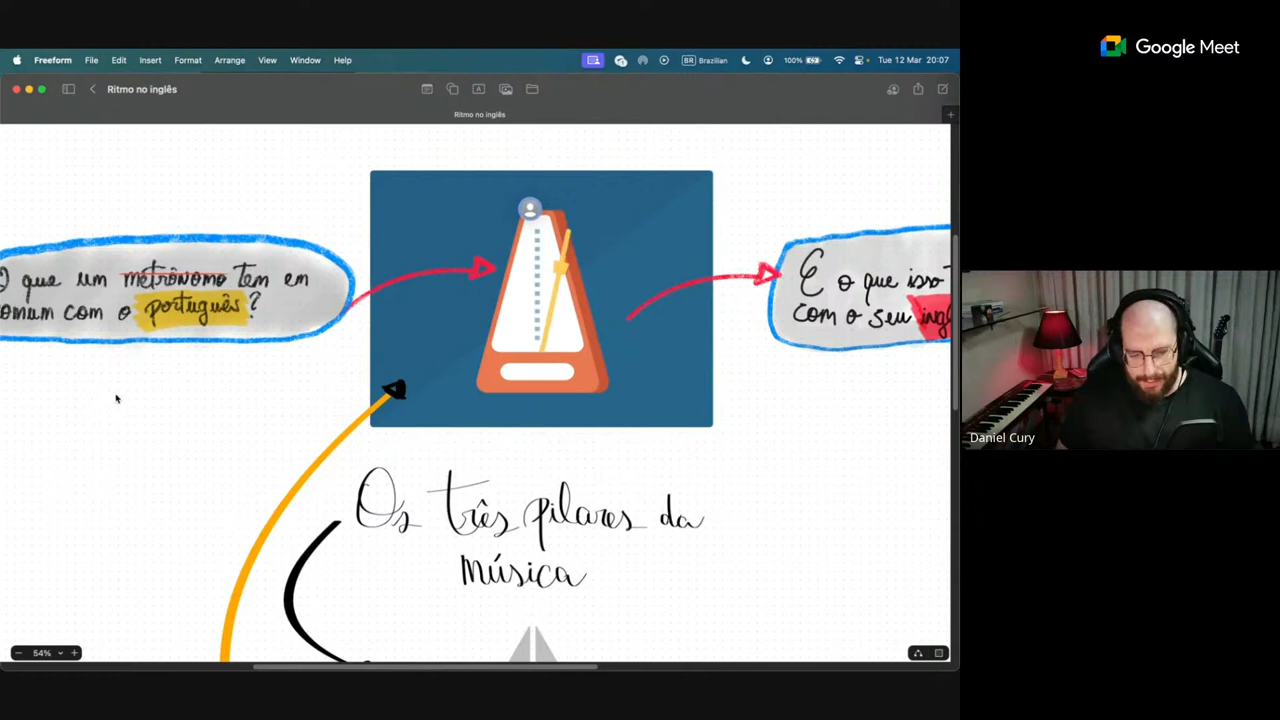 Google Meet
Freeform File Edit Insert Format Arrange View Window Help
BR Brazilian 100% Tue 12 Mar 20:07
Ritmo no inglês
Ritmo no inglês
que um metrônomo tem em
com o português?
E o que isso
com o seu
Os três pilares da
música
Daniel Cury
54%